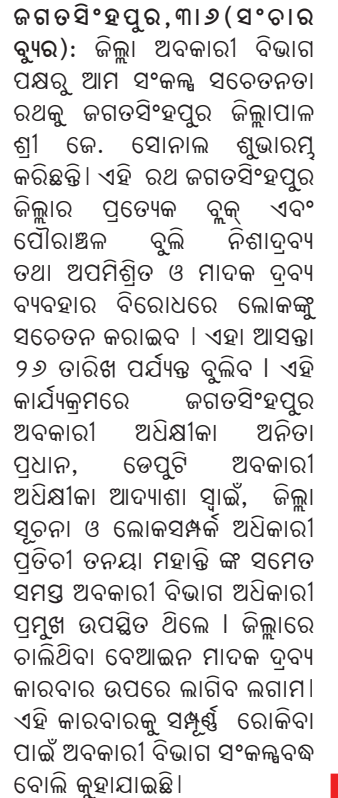 ଜଗତସିଂହପୁର,୩ା୬(ସଂଚାର
ବ୍ୟୁର): ଜିଲ୍ଲା ଅବକାରୀ ବିଭାଗ
ପକ୍ଷରୁ ଆମ ସଂକଳ୍ପ ସଚେତନତା
ରଥକୁ ଜଗତସିଂହପୁର ଜିଲ୍ଲାପାଳ
ଶ୍ରୀ ଜେ. ସୋନାଲ ଶୁଭାରମ୍ଭ
କରିଛନ୍ତି। ଏହି ରଥ ଜଗତସିଂହପୁର
ଜିଲ୍ଲାର ପ୍ରତ୍ୟେକ ବ୍ଲକ୍ ଏବଂ
ପୌରାଞ୍ଚଳ ବୁଲି ନିଶାଦ୍ରବ୍ୟ
ତଥା ଅପମିଶ୍ରିତ ଓ ମାଦକ ଦ୍ରବ୍ୟ
ବ୍ୟବହାର ବିରୋଧରେ ଲୋକଙ୍କୁ
ସଚେତନ କରାଇବ । ଏହା ଆସନ୍ତା
୨୬ ତାରିଖ ପର୍ଯ୍ୟନ୍ତ ବୁଲିବ । ଏହି
କାର୍ଯ୍ୟକ୍ରମରେ ଜଗତସିଂହପୁର
ଅବକାରୀ ଅଧିକ୍ଷୀକା ଅନିତା
ପ୍ରଧାନ, ଡେପୁଟି ଅବକାରୀ
ଅଧିକ୍ଷୀକା ଆଦ୍ୟାଶା ସ୍ୱାଇଁ, ଜିଲ୍ଲା
ସୂଚନା ଓ ଲୋକସମ୍ପର୍କ ଅଧିକାରୀ
ପ୍ରତିଚୀ ତନୟା ମହାନ୍ତି ଙ୍କ ସମେତ
ସମସ୍ତ ଅବକାରୀ ବିଭାଗ ଅଧିକାରୀ
ପ୍ରମୁଖ ଉପସ୍ଥିତ ଥିଲେ । ଜିଲ୍ଲାରେ
ଚାଲିଥିବା ବେଆଇନ ମାଦକ ଦ୍ରବ୍ୟ
କାରବାର ଉପରେ ଲାଗିବ ଲଗାମ।
ଏହି କାରବାରକୁ ସମ୍ପୂର୍ଣ୍ଣ ରୋକିବା
ପାଇଁ ଅବକାରୀ ବିଭାଗ ସଂକଳ୍ପବଦ୍ଧ
ବୋଲି କୁହାଯାଇଛି।